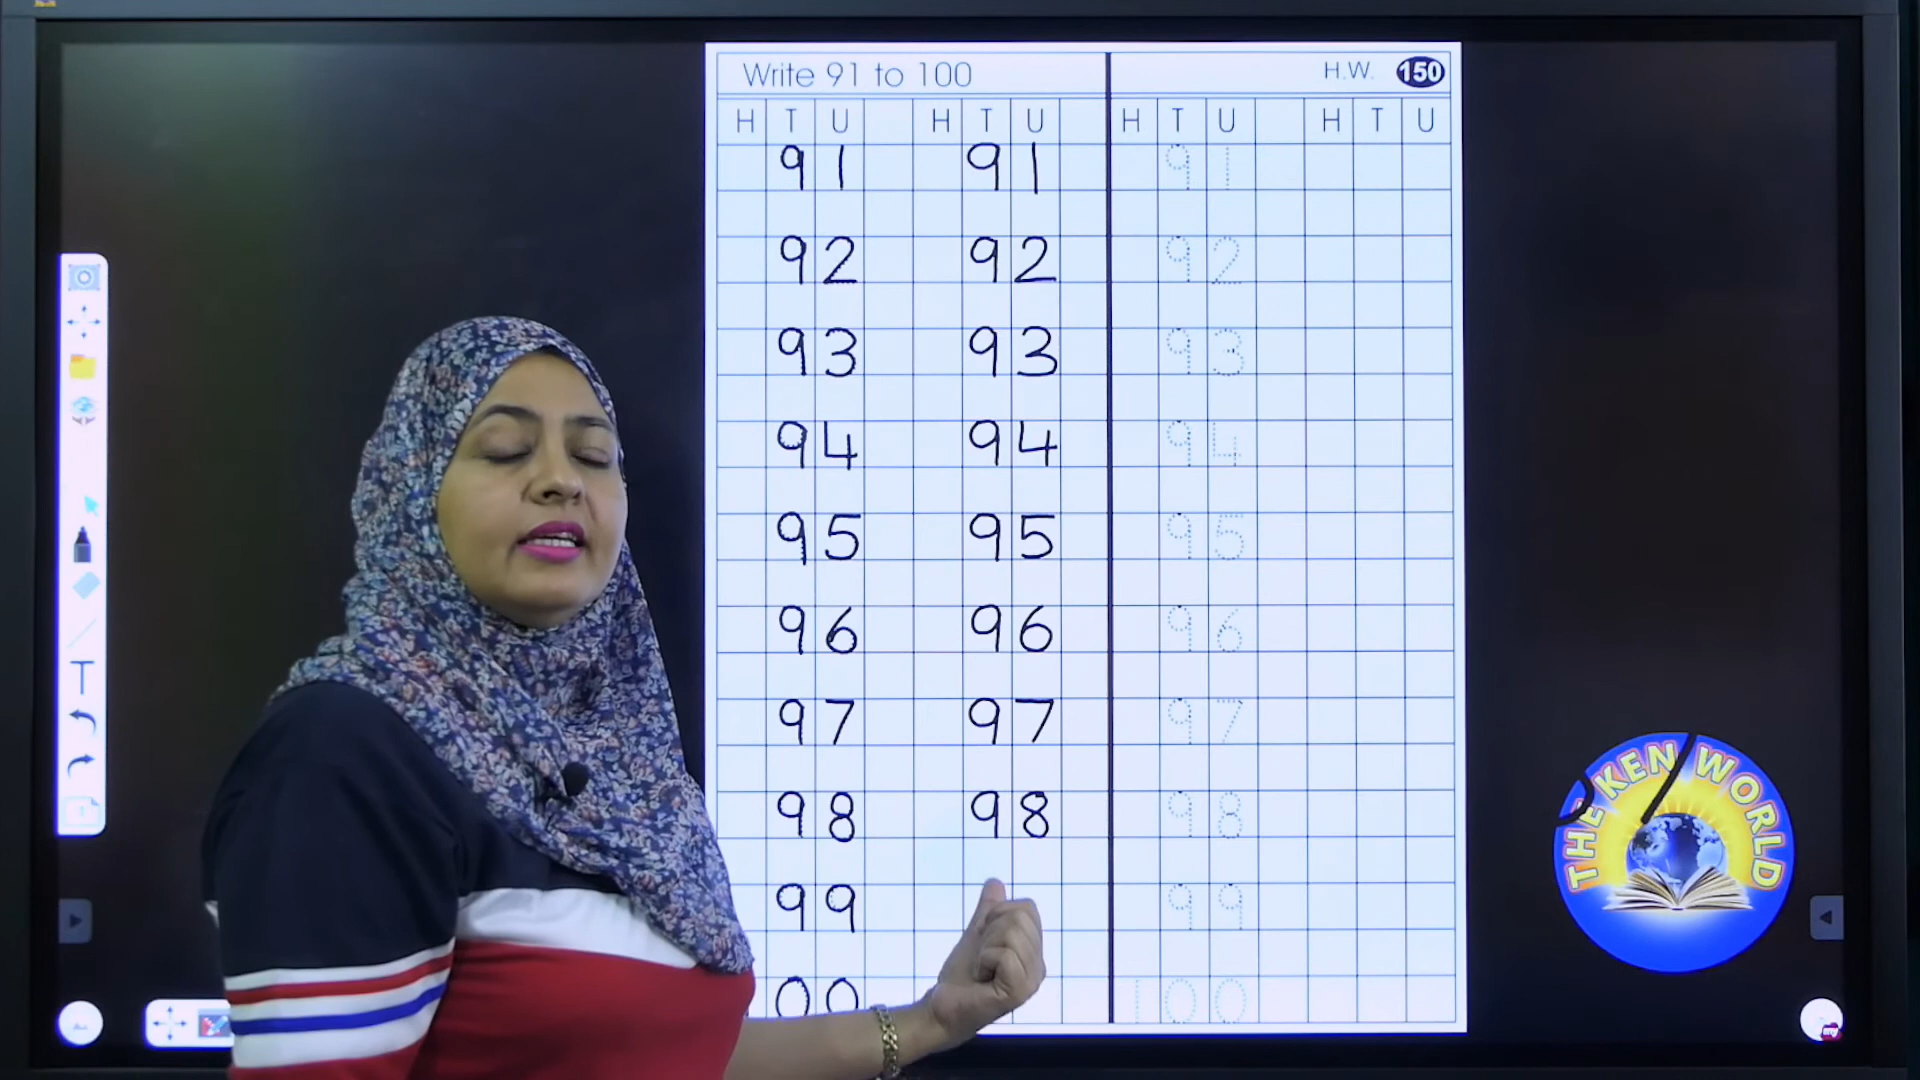 Write 91 to 100 H.W. 150
H T U H T U H T U H T U
91 91 91
92 92 92
93 93 93
94 94 94
95 95 95
96 96 96
97 97 97
98 98 98
99 99
00 100
T
THE KEN WORLD